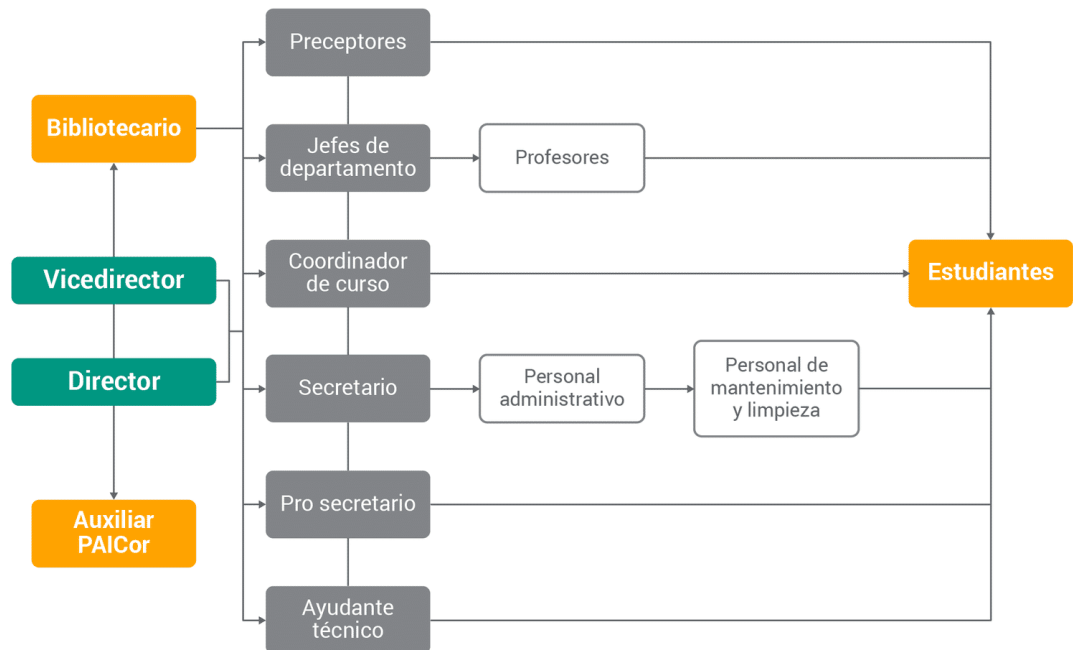 Preceptores
Bibliotecario
Jefes de
departamento
Profesores
Vicedirector
Coordinador
de curso
Estudiantes
Director
Secretario
Personal
administrativo
Personal de
mantenimiento
y limpieza
Auxiliar
PAICor
Pro secretario
Ayudante
técnico